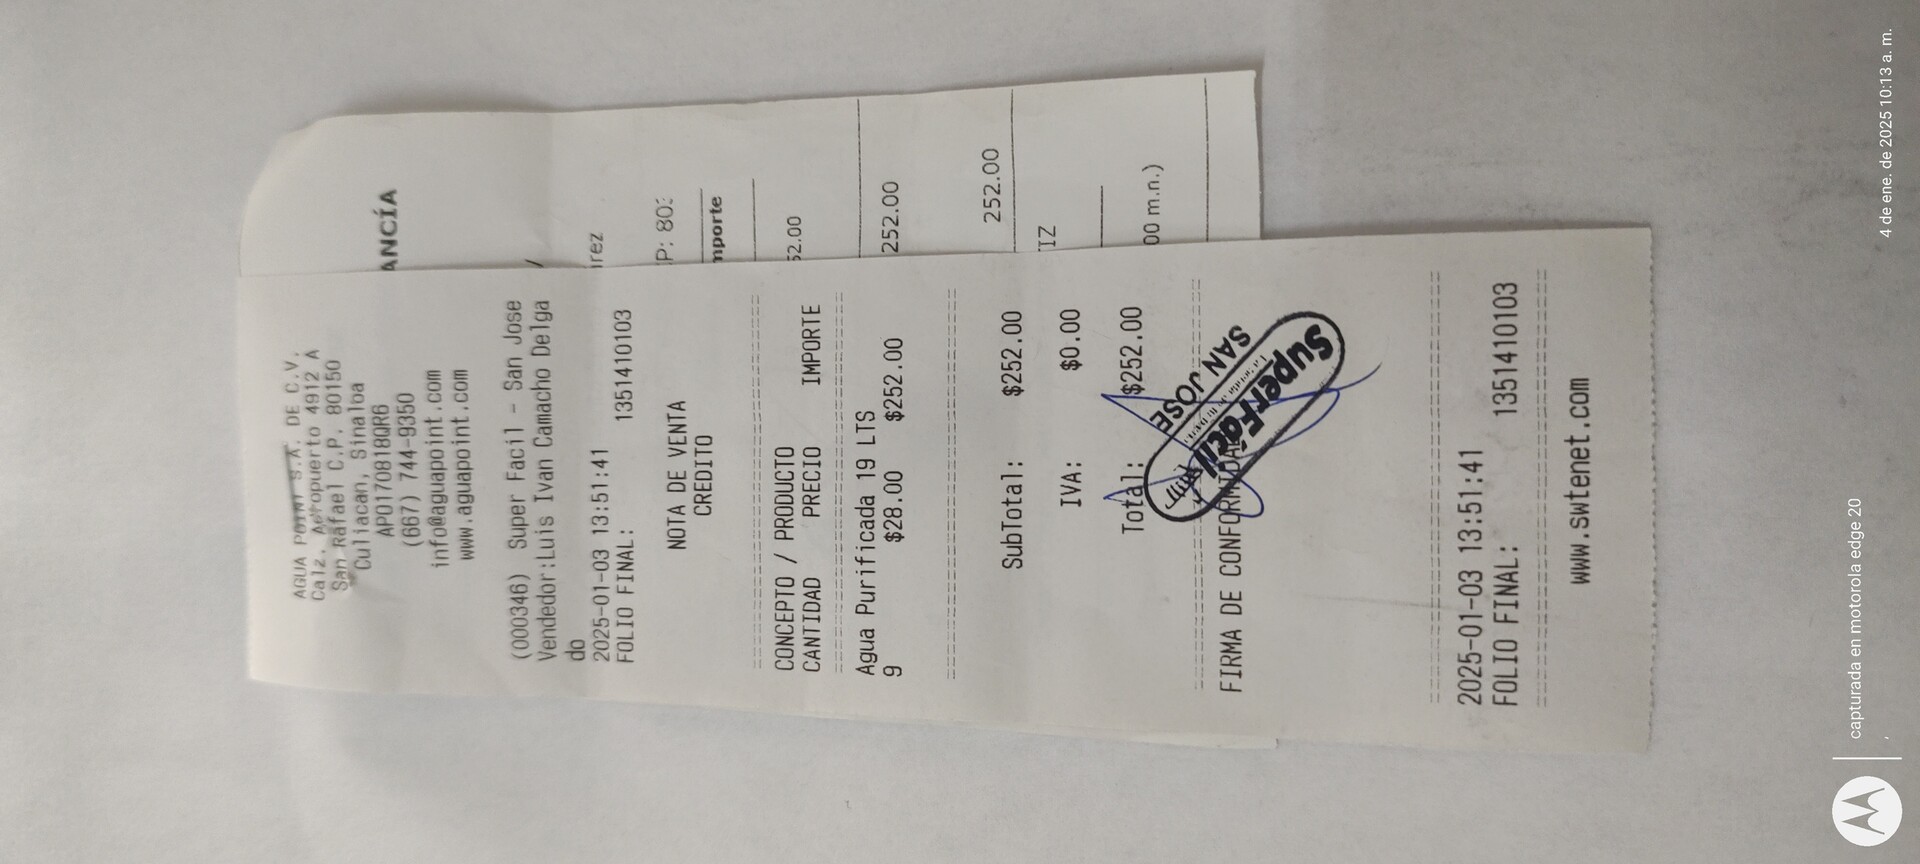 AGUA POINT S.A. DE C.V.
Calz. Aeropuerto 4912 A
San Rafael C.P. 80150
Culiacan, Sinaloa
APO170818QR6
(667) 744-9350
info@aguapoint.com
www.aguapoint.com
(000346) Super Facil - San Jose
Vendedor:Luis Ivan Camacho Delga
do
2025-01-03 13:51:41
FOLIO FINAL: 1351410103
NOTA DE VENTA
CREDITO
CONCEPTO / PRODUCTO
CANTIDAD PRECIO IMPORTE
Agua Purificada 19 LTS
9 $28.00 $252.00
SubTotal: $252.00
IVA: $0.00
Total: $252.00
FIRMA DE CONFORMIDAD
SuperFácil
SAN JOSE
2025-01-03 13:51:41
FOLIO FINAL: 1351410103
www.swtenet.com
ANCÍA
/
rez
P: 80
mporte
52.00
252.00
252.00
IZ
00 m.n.)
capturada en motorola edge 20
4 de ene. de 2025 10:13 a. m.